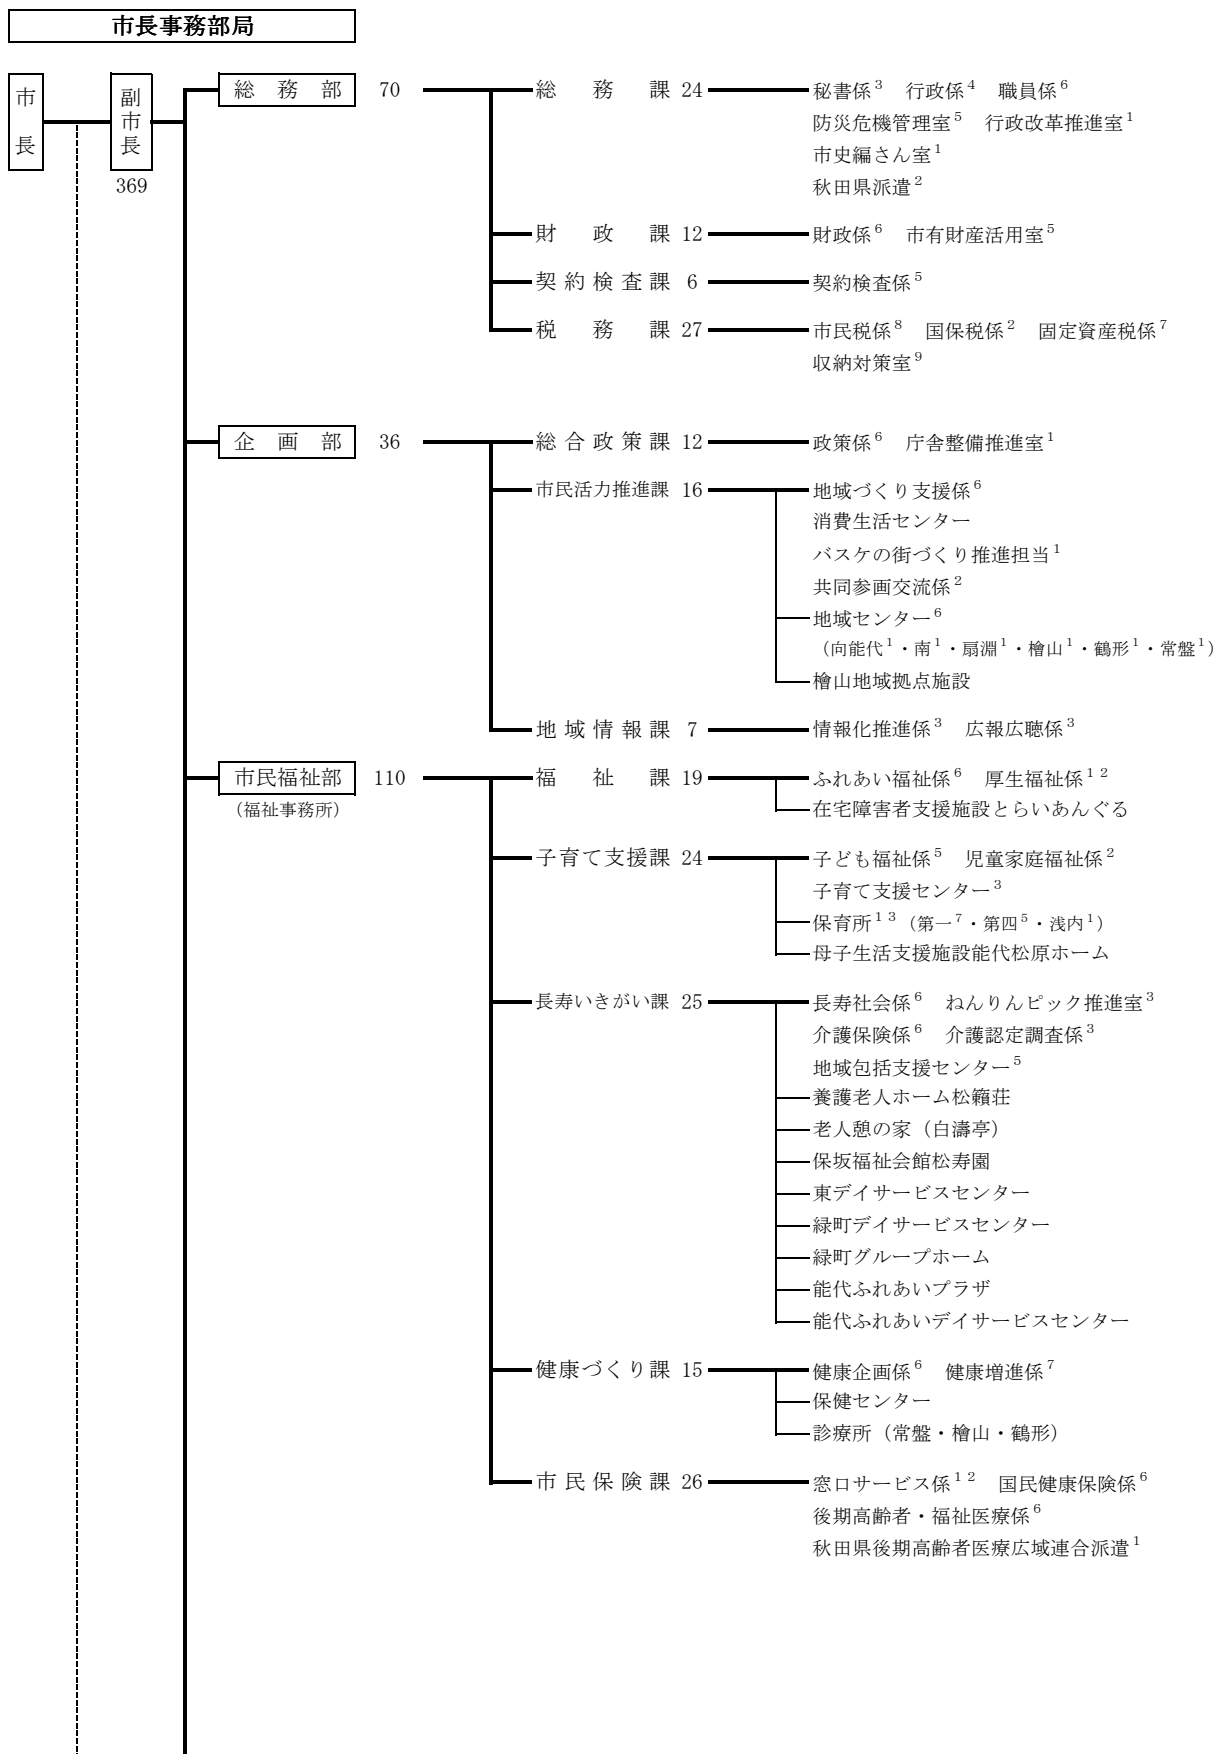 市長事務部局
市長
副市長
369
総務部 70
総務課 24 秘書係3 行政係4 職員係6
防災危機管理室5 行政改革推進室1
市史編さん室1
秋田県派遣2
財政課 12 財政係6 市有財産活用室5
契約検査課 6 契約検査係5
税務課 27 市民税係8 国保税係2 固定資産税係7
収納対策室9
企画部 36
総合政策課 12 政策係6 庁舎整備推進室1
市民活力推進課 16 地域づくり支援係6
消費生活センター
バスケの街づくり推進担当1
共同参画交流係2
地域センター6
（向能代1・南1・扇淵1・檜山1・鶴形1・常盤1）
檜山地域拠点施設
地域情報課 7 情報化推進係3 広報広聴係3
市民福祉部 110
（福祉事務所）
福祉課 19 ふれあい福祉係6 厚生福祉係12
在宅障害者支援施設とらいあんぐる
子育て支援課 24 子ども福祉係5 児童家庭福祉係2
子育て支援センター3
保育所13（第一7・第四5・浅内1）
母子生活支援施設能代松原ホーム
長寿いきがい課 25 長寿社会係6 ねんりんピック推進室3
介護保険係6 介護認定調査係3
地域包括支援センター5
養護老人ホーム松籟荘
老人憩の家（白濤亭）
保坂福祉会館松寿園
東デイサービスセンター
緑町デイサービスセンター
緑町グループホーム
能代ふれあいプラザ
能代ふれあいデイサービスセンター
健康づくり課 15 健康企画係6 健康増進係7
保健センター
診療所（常盤・檜山・鶴形）
市民保険課 26 窓口サービス係12 国民健康保険係6
後期高齢者・福祉医療係6
秋田県後期高齢者医療広域連合派遣1